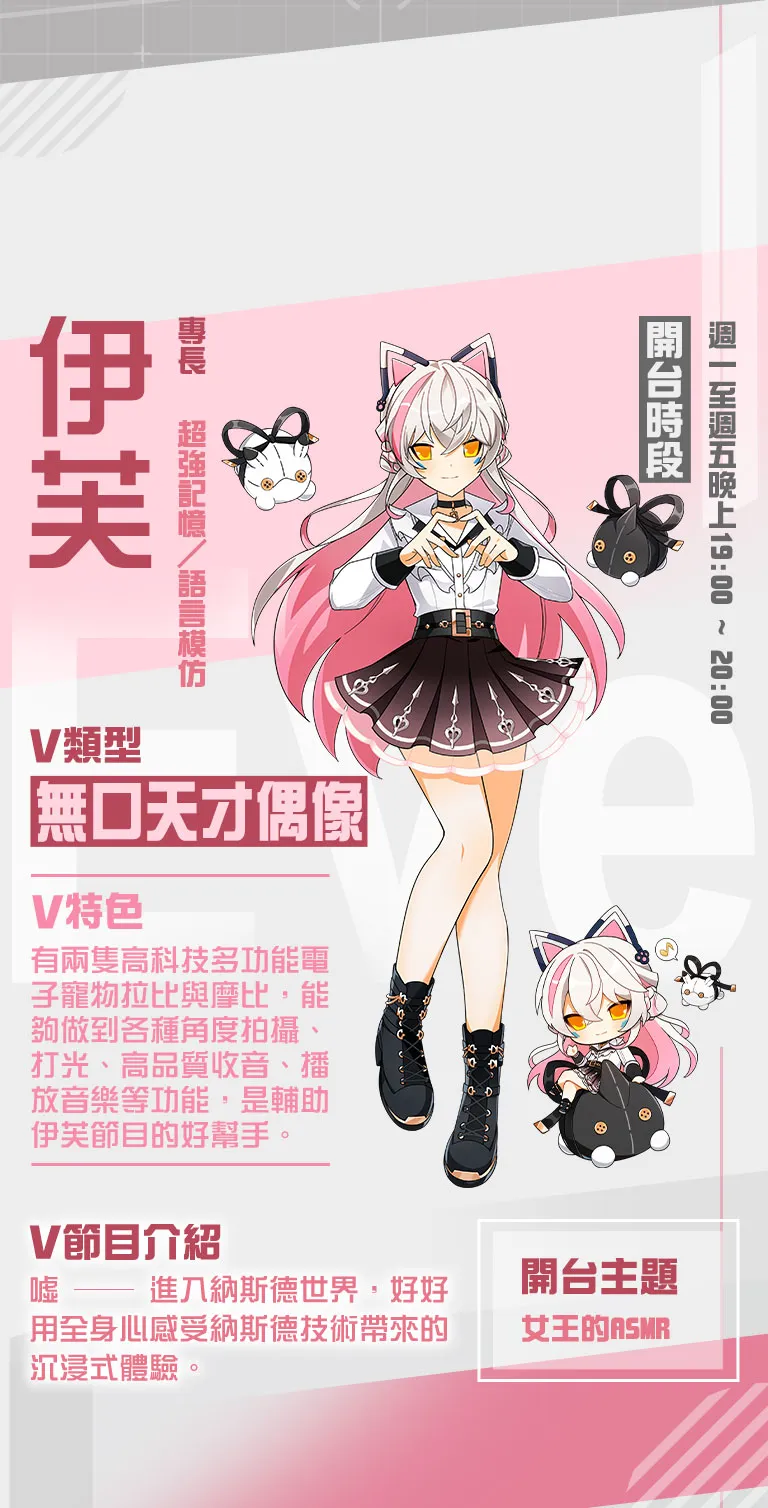 伊芙
專長 超強記憶／語言模仿
開台時段
週一至週五晚上19:00 ~ 20:00
Eve
V類型
無口天才偶像
V特色
有兩隻高科技多功能電
子寵物拉比與摩比，能
夠做到各種角度拍攝、
打光、高品質收音、播
放音樂等功能，是輔助
伊芙節目的好幫手。
V節目介紹
噓 —— 進入納斯德世界，好好
用全身心感受納斯德技術帶來的
沉浸式體驗。
開台主題
女王的ASMR